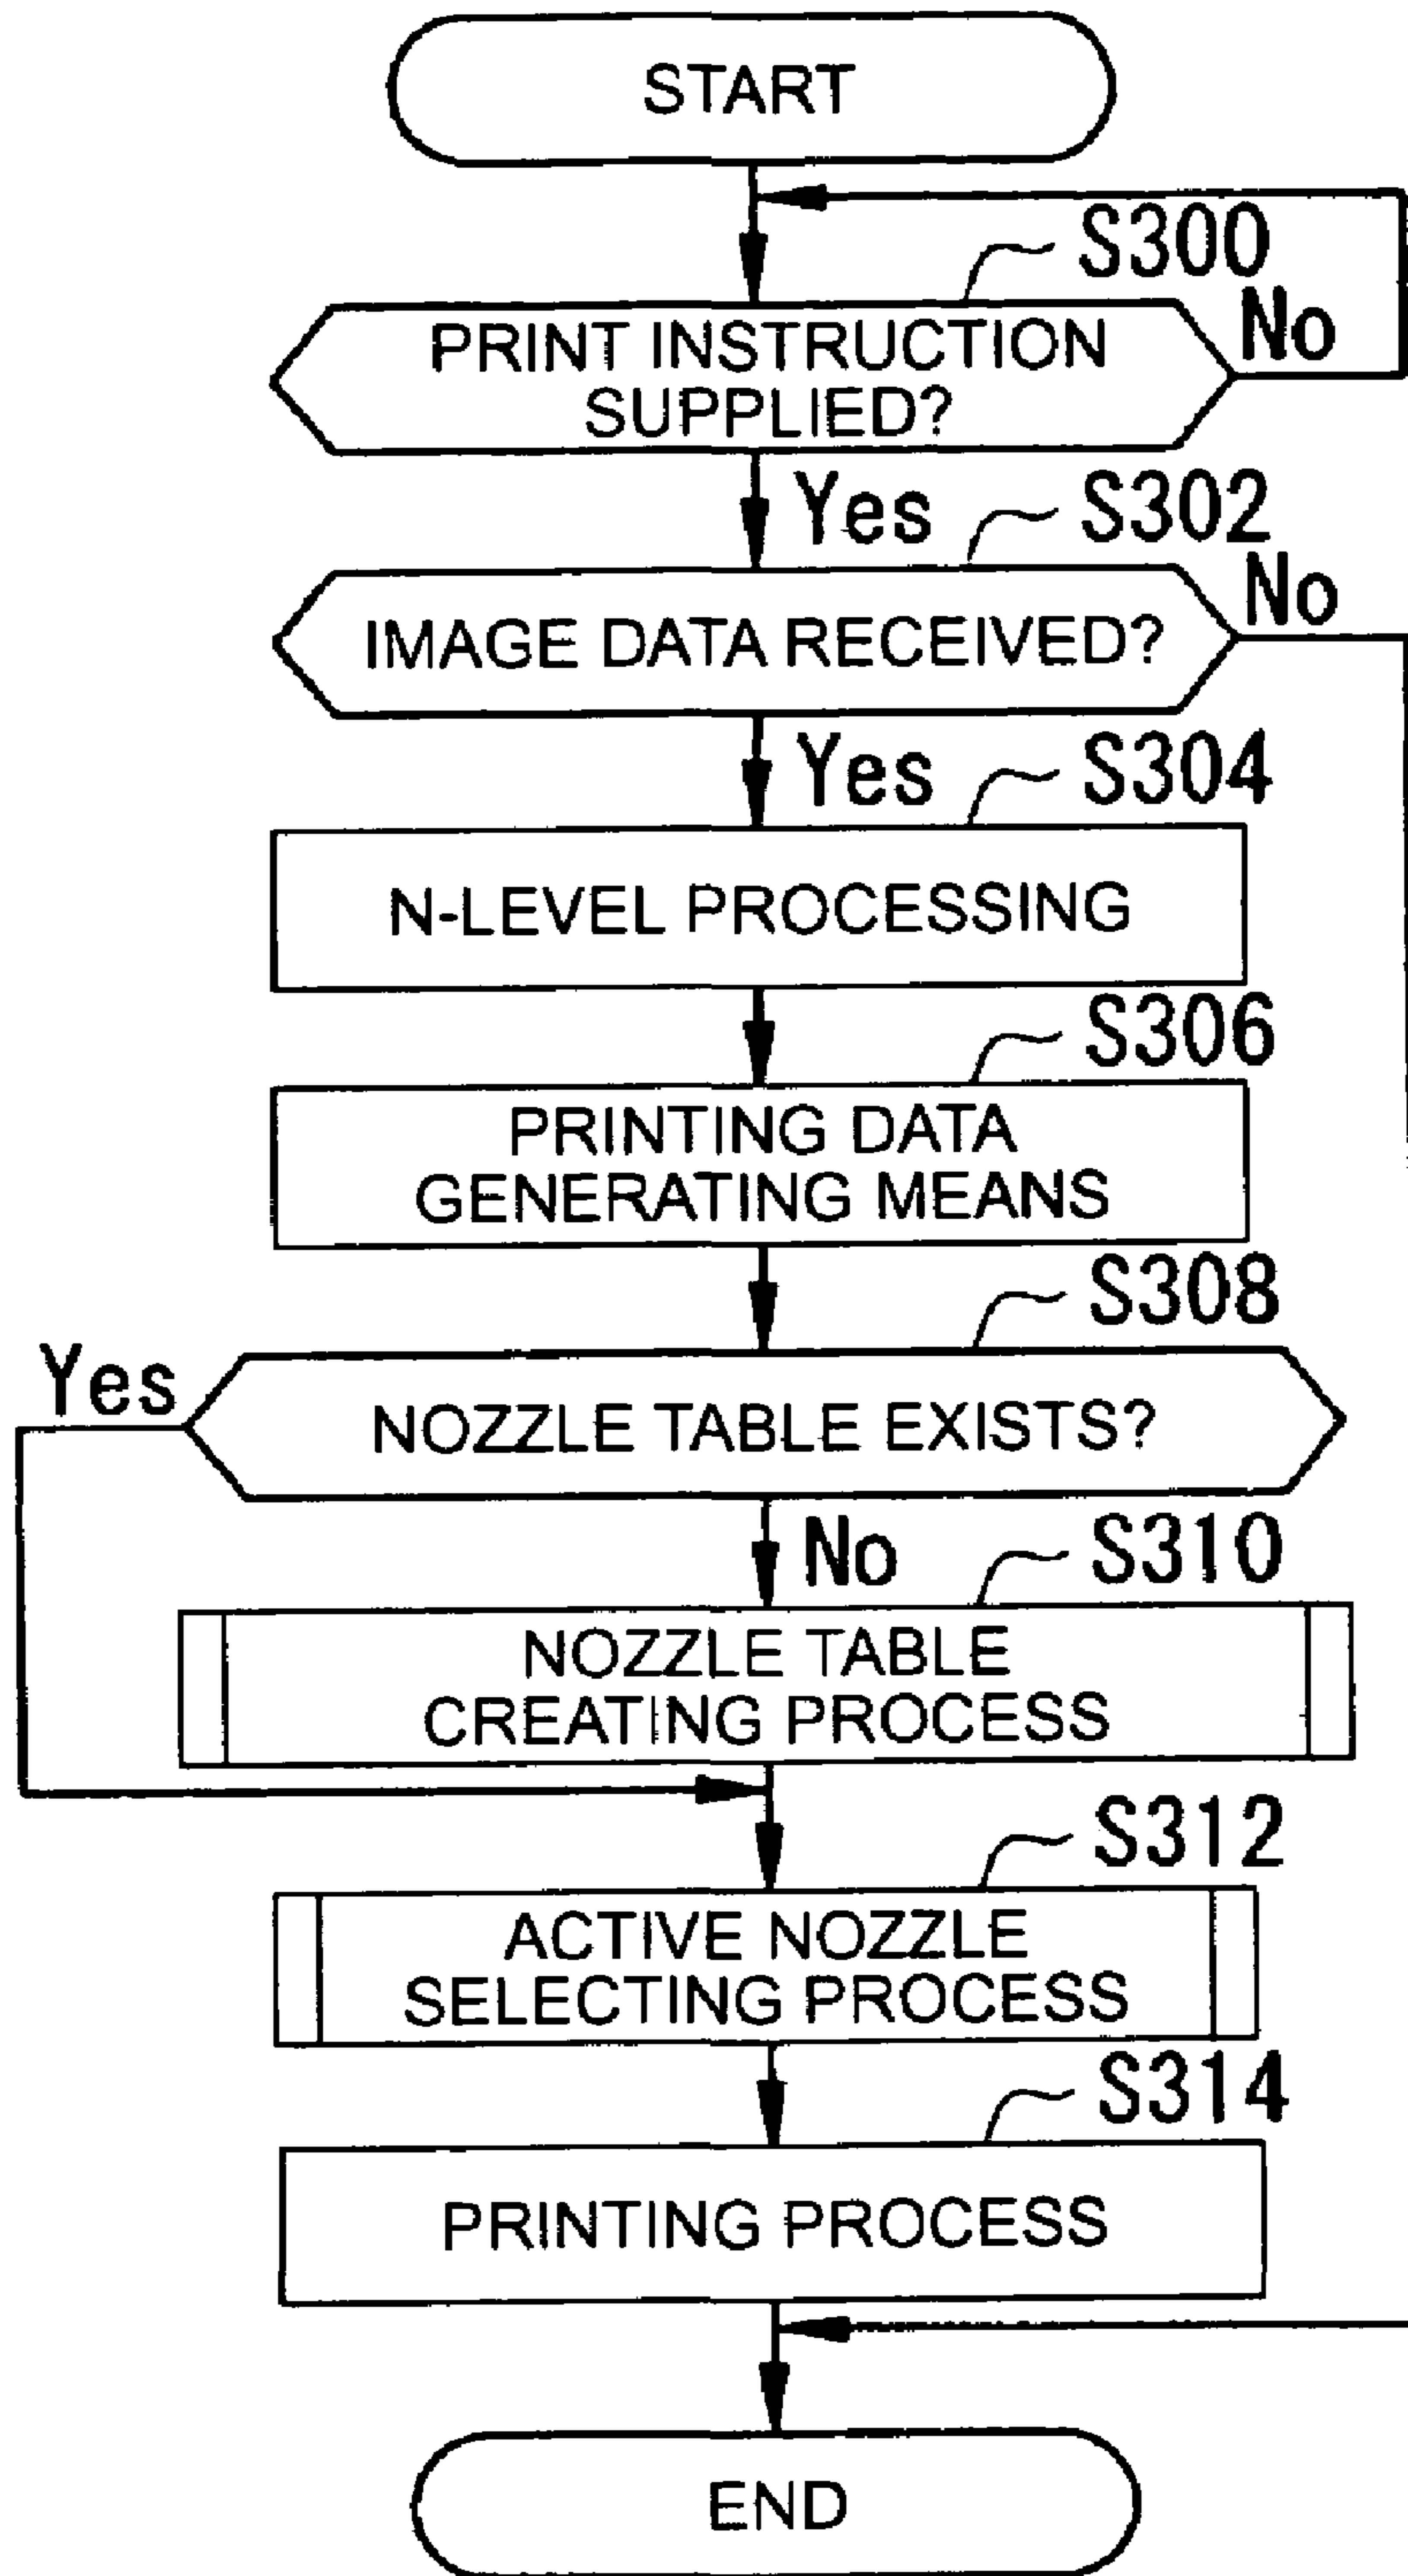 START
S300
PRINT INSTRUCTION
SUPPLIED?
No
Yes
S302
IMAGE DATA RECEIVED?
No
Yes
S304
N-LEVEL PROCESSING
S306
PRINTING DATA
GENERATING MEANS
S308
Yes
NOZZLE TABLE EXISTS?
No
S310
NOZZLE TABLE
CREATING PROCESS
S312
ACTIVE NOZZLE
SELECTING PROCESS
S314
PRINTING PROCESS
END